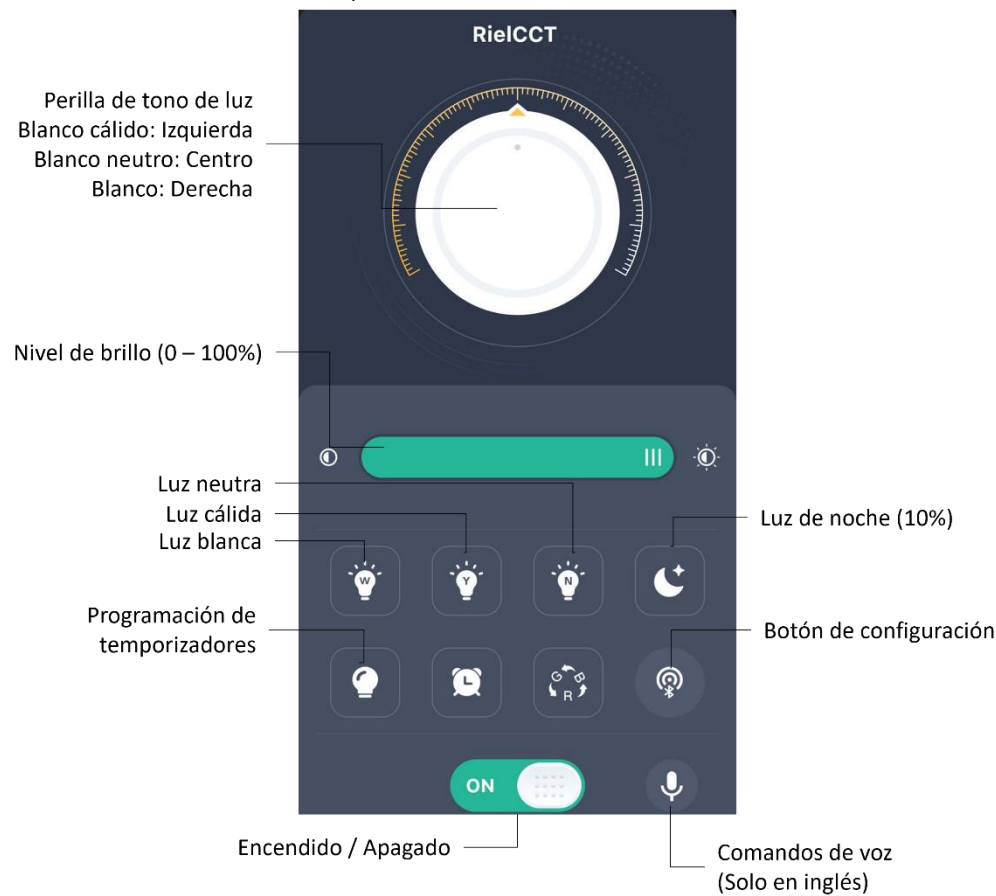 RielCCT
Perilla de tono de luz
Blanco cálido: Izquierda
Blanco neutro: Centro
Blanco: Derecha
Nivel de brillo (0 – 100%)
Luz neutra
Luz cálida
Luz blanca
Luz de noche (10%)
W
Y
N
Programación de
temporizadores
Botón de configuración
G B
R
ON
Encendido / Apagado
Comandos de voz
(Solo en inglés)